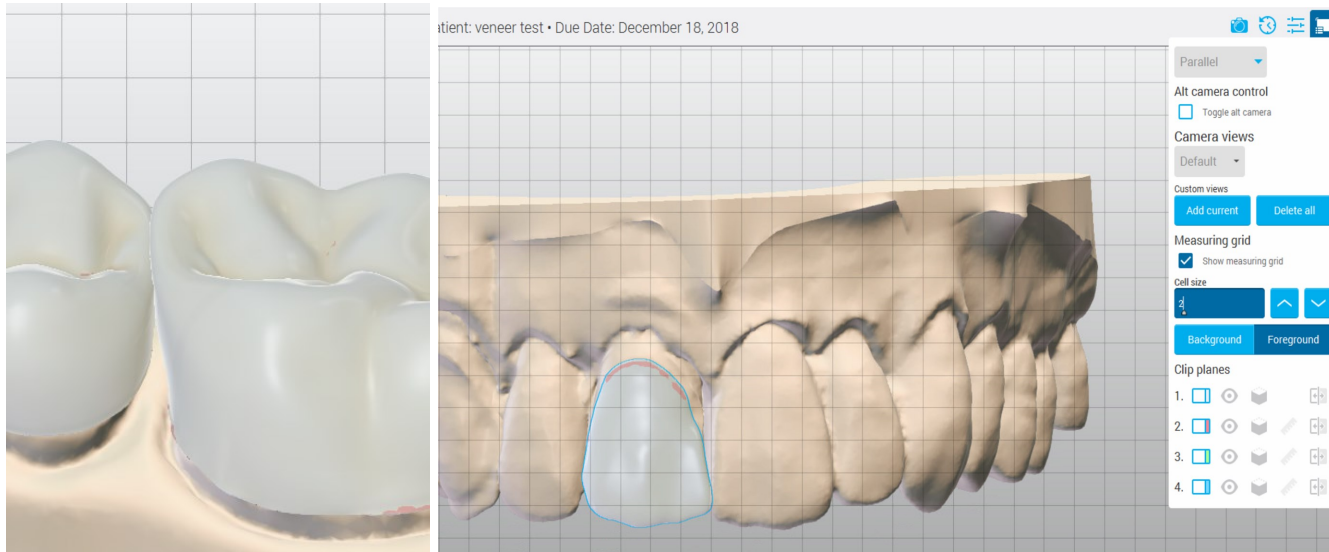 atient: veneer test • Due Date: December 18, 2018
Parallel
Alt camera control
Toggle alt camera
Camera views
Default
Custom views
Add current Delete all
Measuring grid
Show measuring grid
Cell size
2
Background Foreground
Clip planes
1.
2.
3.
4.